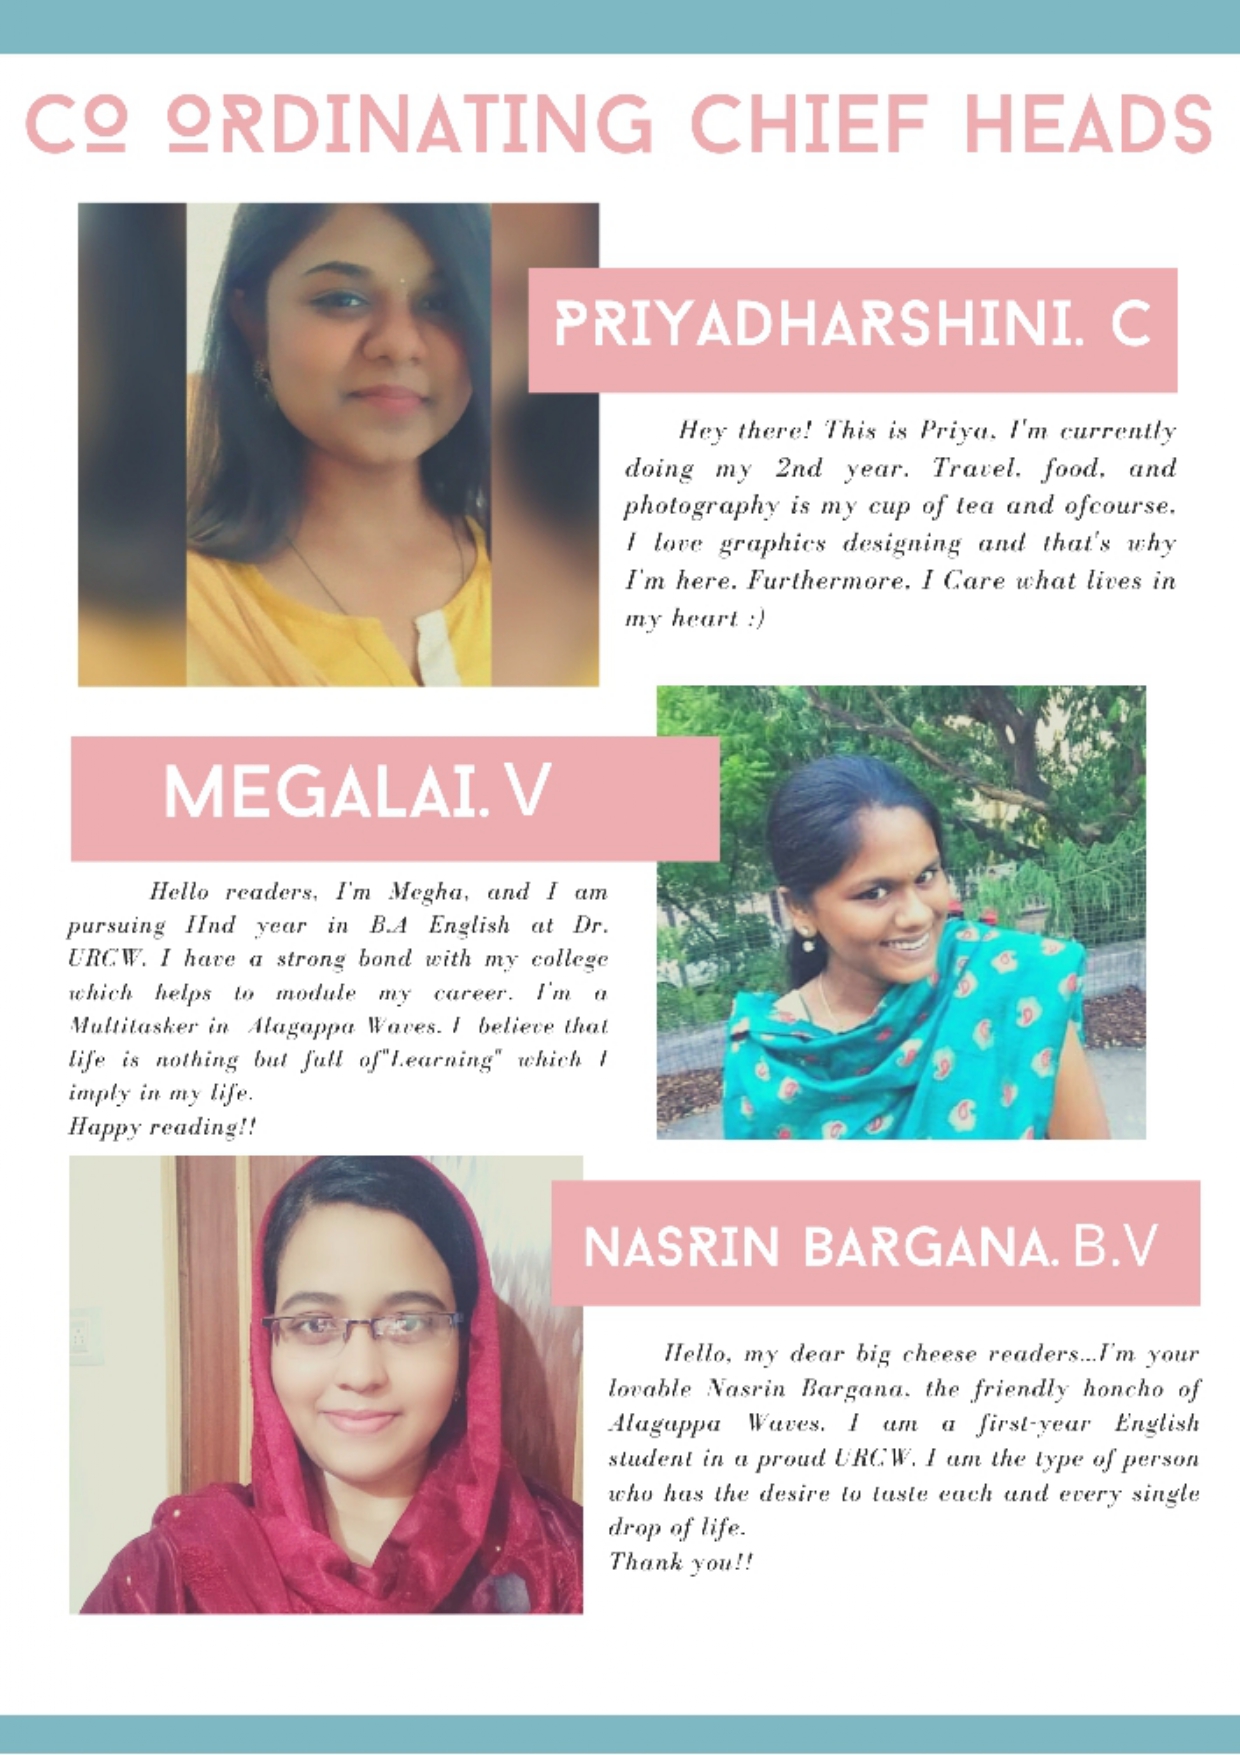 CO ORDINATING CHIEF HEADS
PRIYADHARSHINI. C
Hey there! This is Priya, I'm currently
doing my 2nd year. Travel, food, and
photography is my cup of tea and ofcourse,
I love graphics designing and that's why
I'm here. Furthermore, I Care what lives in
my heart :)
MEGALAI. V
Hello readers, I'm Megha, and I am
pursuing IInd year in B.A English at Dr.
URCW. I have a strong bond with my college
which helps to module my career. I'm a
Multitasker in Alagappa Waves. I believe that
life is nothing but full of"Learning" which I
imply in my life.
Happy reading!!
NASRIN BARGANA. B.V
Hello, my dear big cheese readers...I'm your
lovable Nasrin Bargana, the friendly honcho of
Alagappa Waves. I am a first-year English
student in a proud URCW. I am the type of person
who has the desire to taste each and every single
drop of life.
Thank you!!